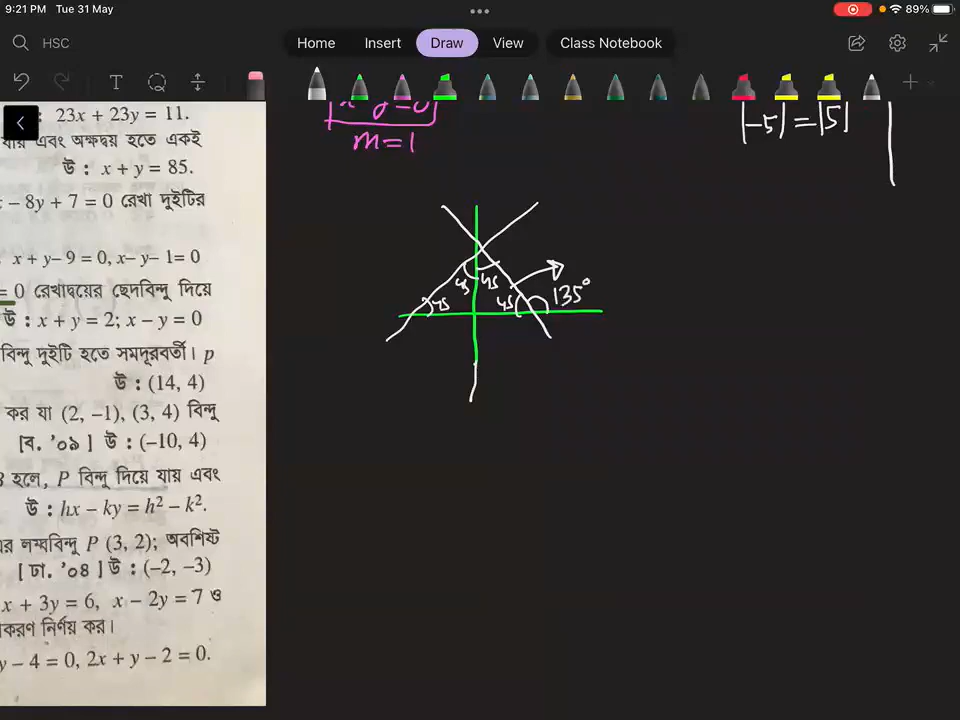 9:21 PM Tue 31 May
89%
HSC
Home Insert Draw View Class Notebook
T
: 23x + 23y = 11.
যায় এবং অক্ষদ্বয় হতে একই
উ : x + y = 85.
– 8y + 7 = 0 রেখা দুইটির
x + y– 9 = 0, x– y– 1= 0
= 0 রেখাদ্বয়ের ছেদবিন্দু দিয়ে
উ : x + y = 2; x – y = 0
বিন্দু দুইটি হতে সমদূরবর্তী। p
উ : (14, 4)
কর যা (2, –1), (3, 4) বিন্দু
[ব. '০৯ ] উ : (–10, 4)
হলে, P বিন্দু দিয়ে যায় এবং
উ : hx – ky = h² – k².
এর লম্ববিন্দু P (3, 2); অবশিষ্ট
[ ঢা. '০৪ ] উ : (–2, –3)
x + 3y = 6, x – 2y = 7 ও
করণ নির্ণয় কর।
y – 4 = 0, 2x + y – 2 = 0.
m = 1
|-5| = |5|
45 45
45 45 135°